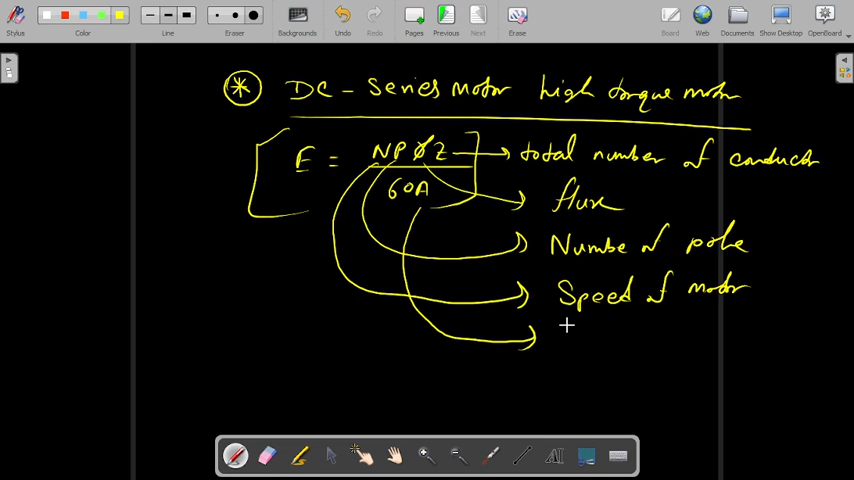 Stylus Color Line Eraser Backgrounds Undo Redo Pages Previous Next Erase Board Web Documents Show Desktop OpenBoard
* DC - Series Motor high torque motor
E = NPØZ → total number of conductor
60A
flux
Number of pole
Speed of motor